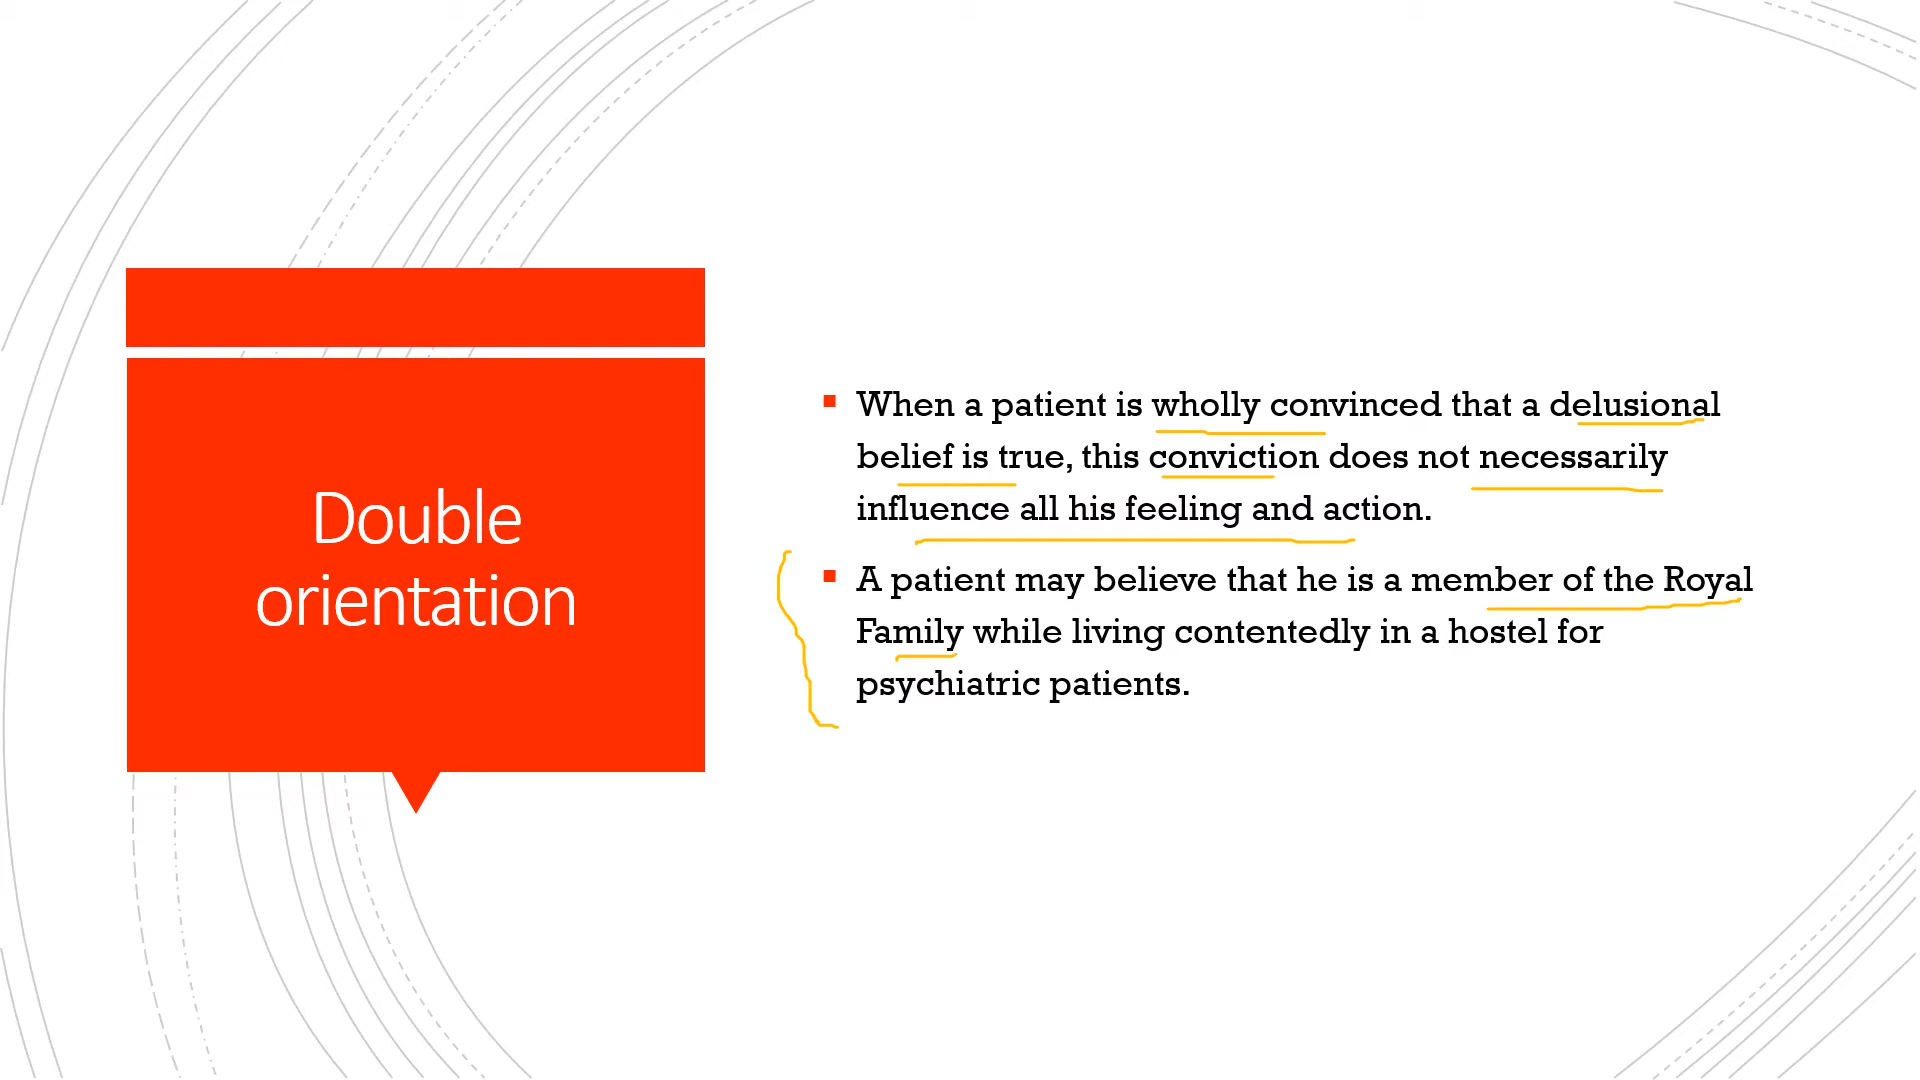 Double
orientation
When a patient is wholly convinced that a delusional
belief is true, this conviction does not necessarily
influence all his feeling and action.
A patient may believe that he is a member of the Royal
Family while living contentedly in a hostel for
psychiatric patients.